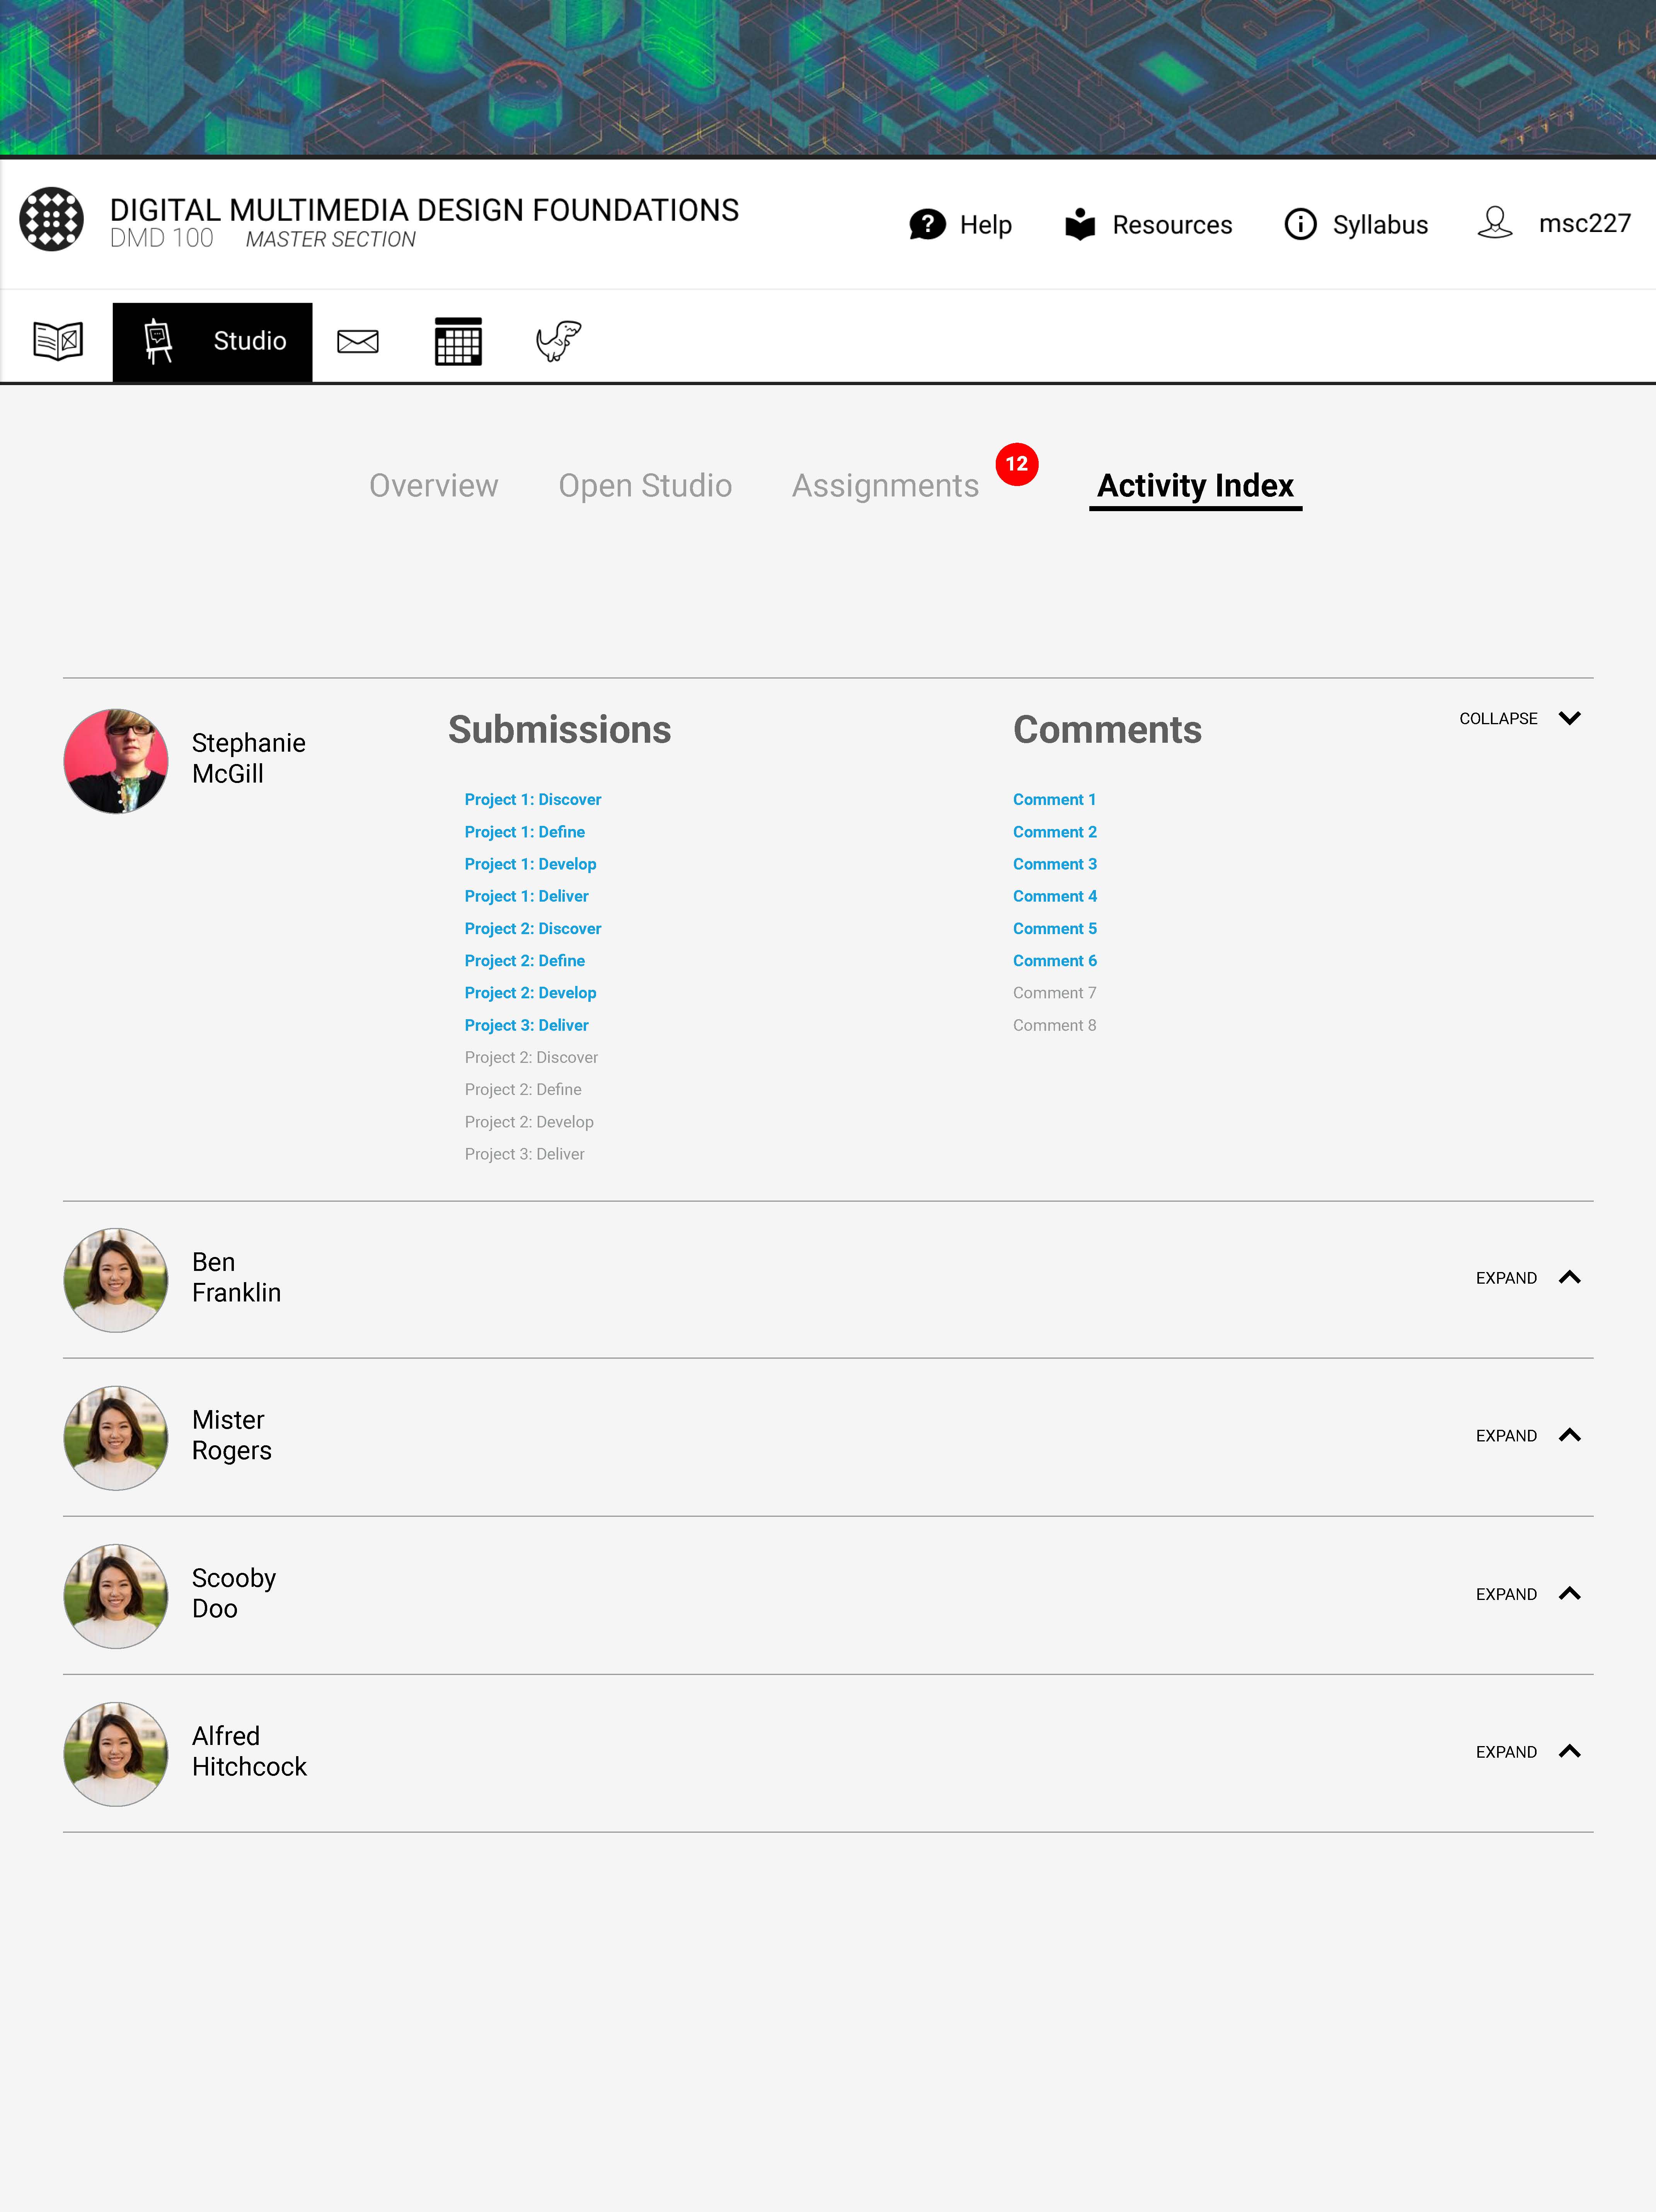 DIGITAL MULTIMEDIA DESIGN FOUNDATIONS
DMD 100 MASTER SECTION
Help
Resources
Syllabus
msc227
Studio
Overview
Open Studio
Assignments
12
Activity Index
Stephanie
McGill
Submissions
Project 1: Discover
Project 1: Define
Project 1: Develop
Project 1: Deliver
Project 2: Discover
Project 2: Define
Project 2: Develop
Project 3: Deliver
Project 2: Discover
Project 2: Define
Project 2: Develop
Project 3: Deliver
Comments
Comment 1
Comment 2
Comment 3
Comment 4
Comment 5
Comment 6
Comment 7
Comment 8
COLLAPSE
Ben
Franklin
EXPAND
Mister
Rogers
EXPAND
Scooby
Doo
EXPAND
Alfred
Hitchcock
EXPAND